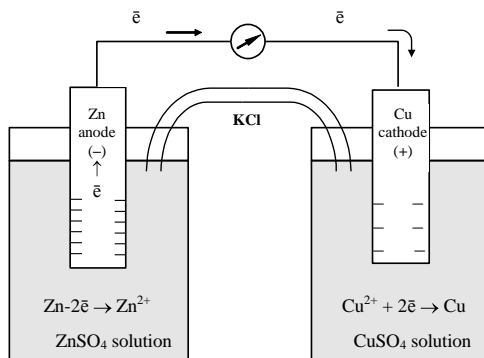 ē ē
Zn
anode
(–)
ē
KCl
Cu
cathode
(+)
Zn-2ē → Zn²⁺
ZnSO₄ solution
Cu²⁺ + 2ē → Cu
CuSO₄ solution